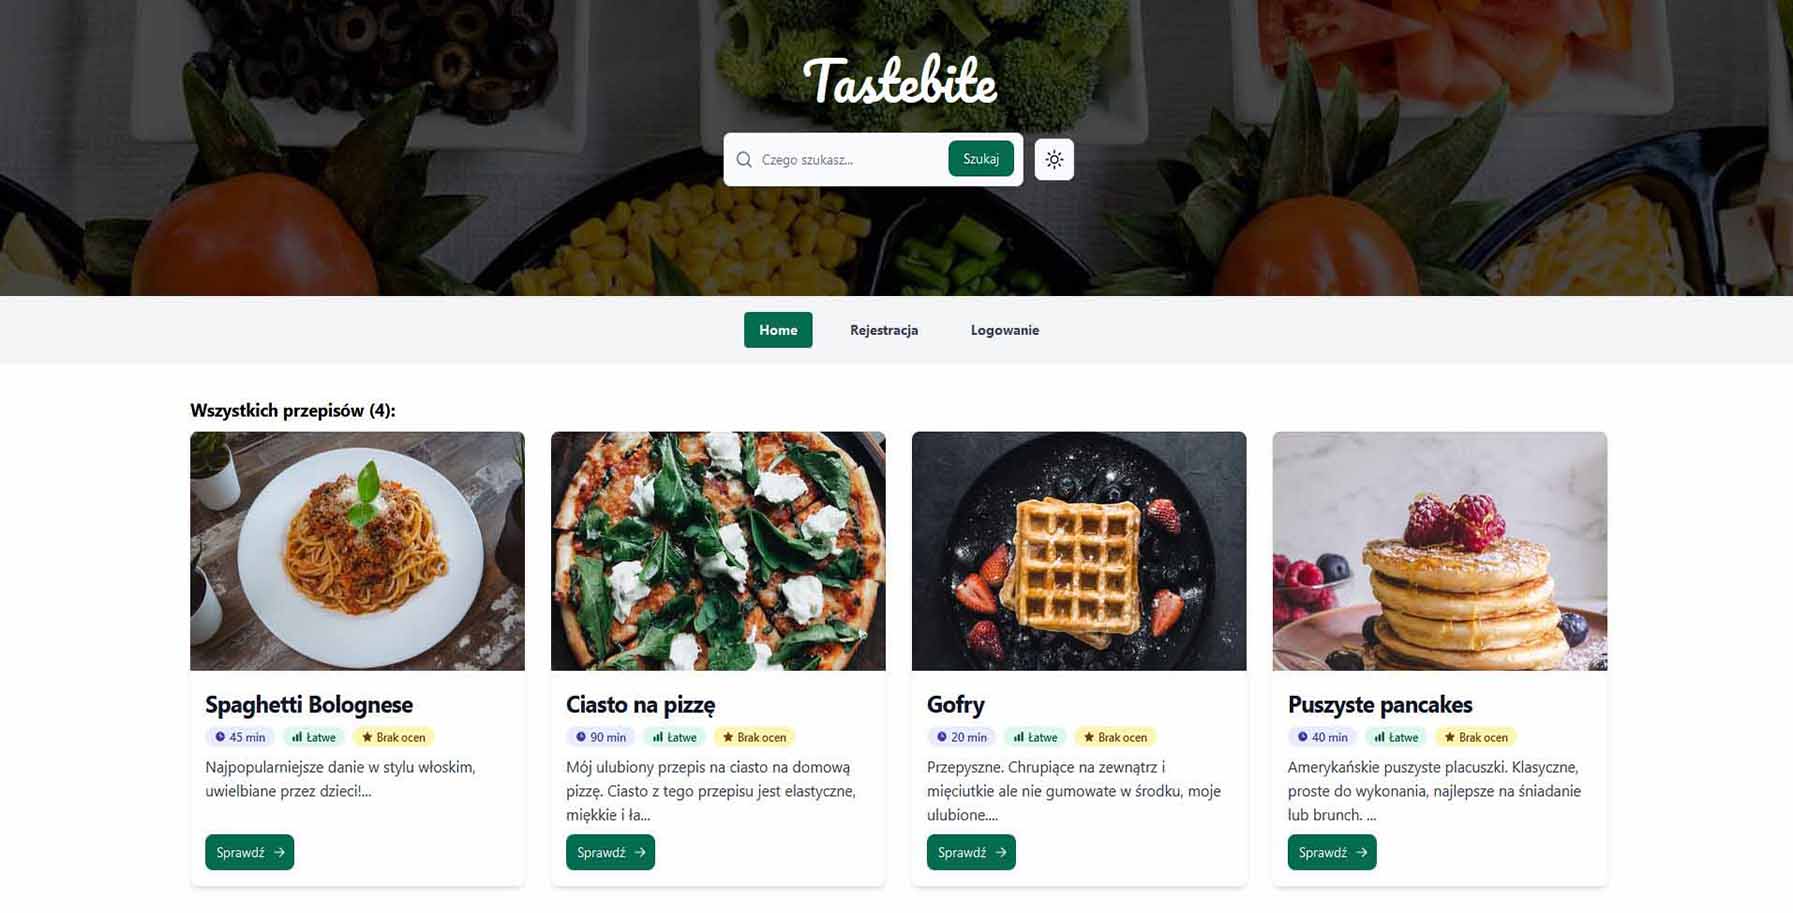 Tastebite
Czego szukasz...
Szukaj
Home
Rejestracja
Logowanie
Wszystkich przepisów (4):
Spaghetti Bolognese
45 min
Łatwe
Brak ocen
Najpopularniejsze danie w stylu włoskim,
uwielbiane przez dzieci!...
Sprawdź →
Ciasto na pizzę
90 min
Łatwe
Brak ocen
Mój ulubiony przepis na ciasto na domową
pizzę. Ciasto z tego przepisu jest elastyczne,
miękkie i ła...
Sprawdź →
Gofry
20 min
Łatwe
Brak ocen
Przepyszne. Chrupiące na zewnątrz i
mięciutkie ale nie gumowate w środku, moje
ulubione....
Sprawdź →
Puszyste pancakes
40 min
Łatwe
Brak ocen
Amerykańskie puszyste placuszki. Klasyczne,
proste do wykonania, najlepsze na śniadanie
lub brunch. ...
Sprawdź →